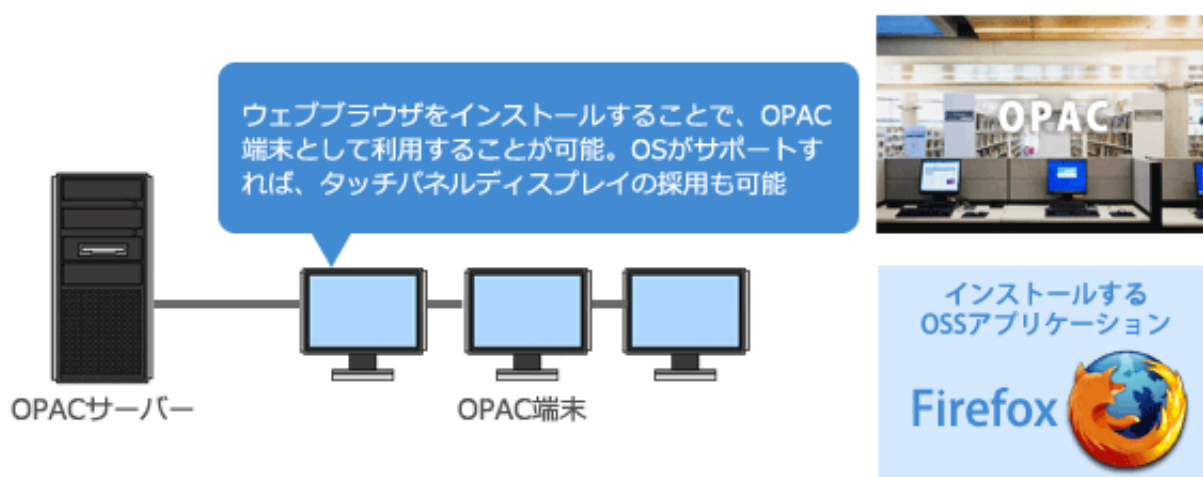 ウェブブラウザをインストールすることで、OPAC
端末として利用することが可能。OSがサポートす
れば、タッチパネルディスプレイの採用も可能
OPAC
OPACサーバー
OPAC端末
インストールする
OSSアプリケーション
Firefox